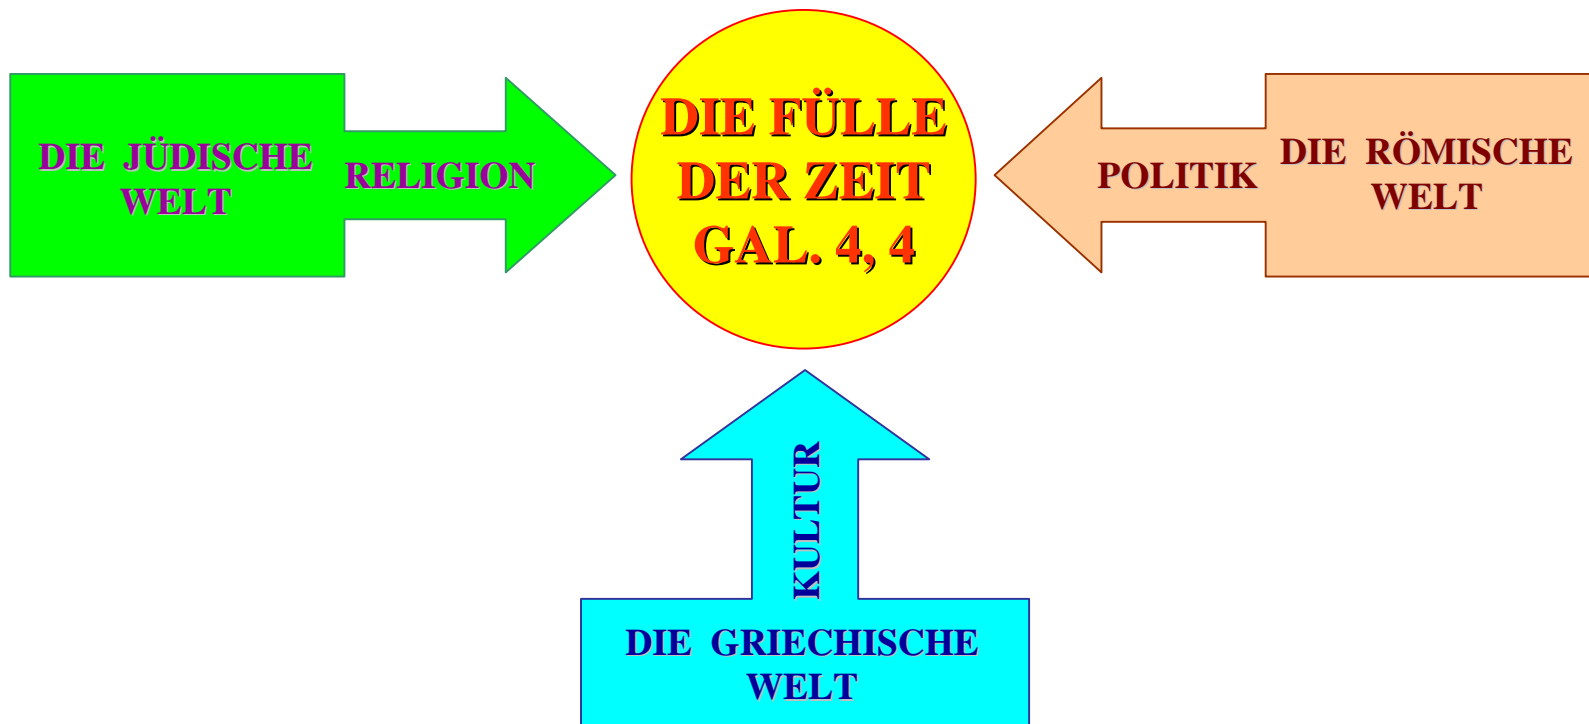 DIE JÜDISCHE
WELT
RELIGION
DIE FÜLLE
DER ZEIT
GAL. 4, 4
POLITIK
DIE RÖMISCHE
WELT
KULTUR
DIE GRIECHISCHE
WELT